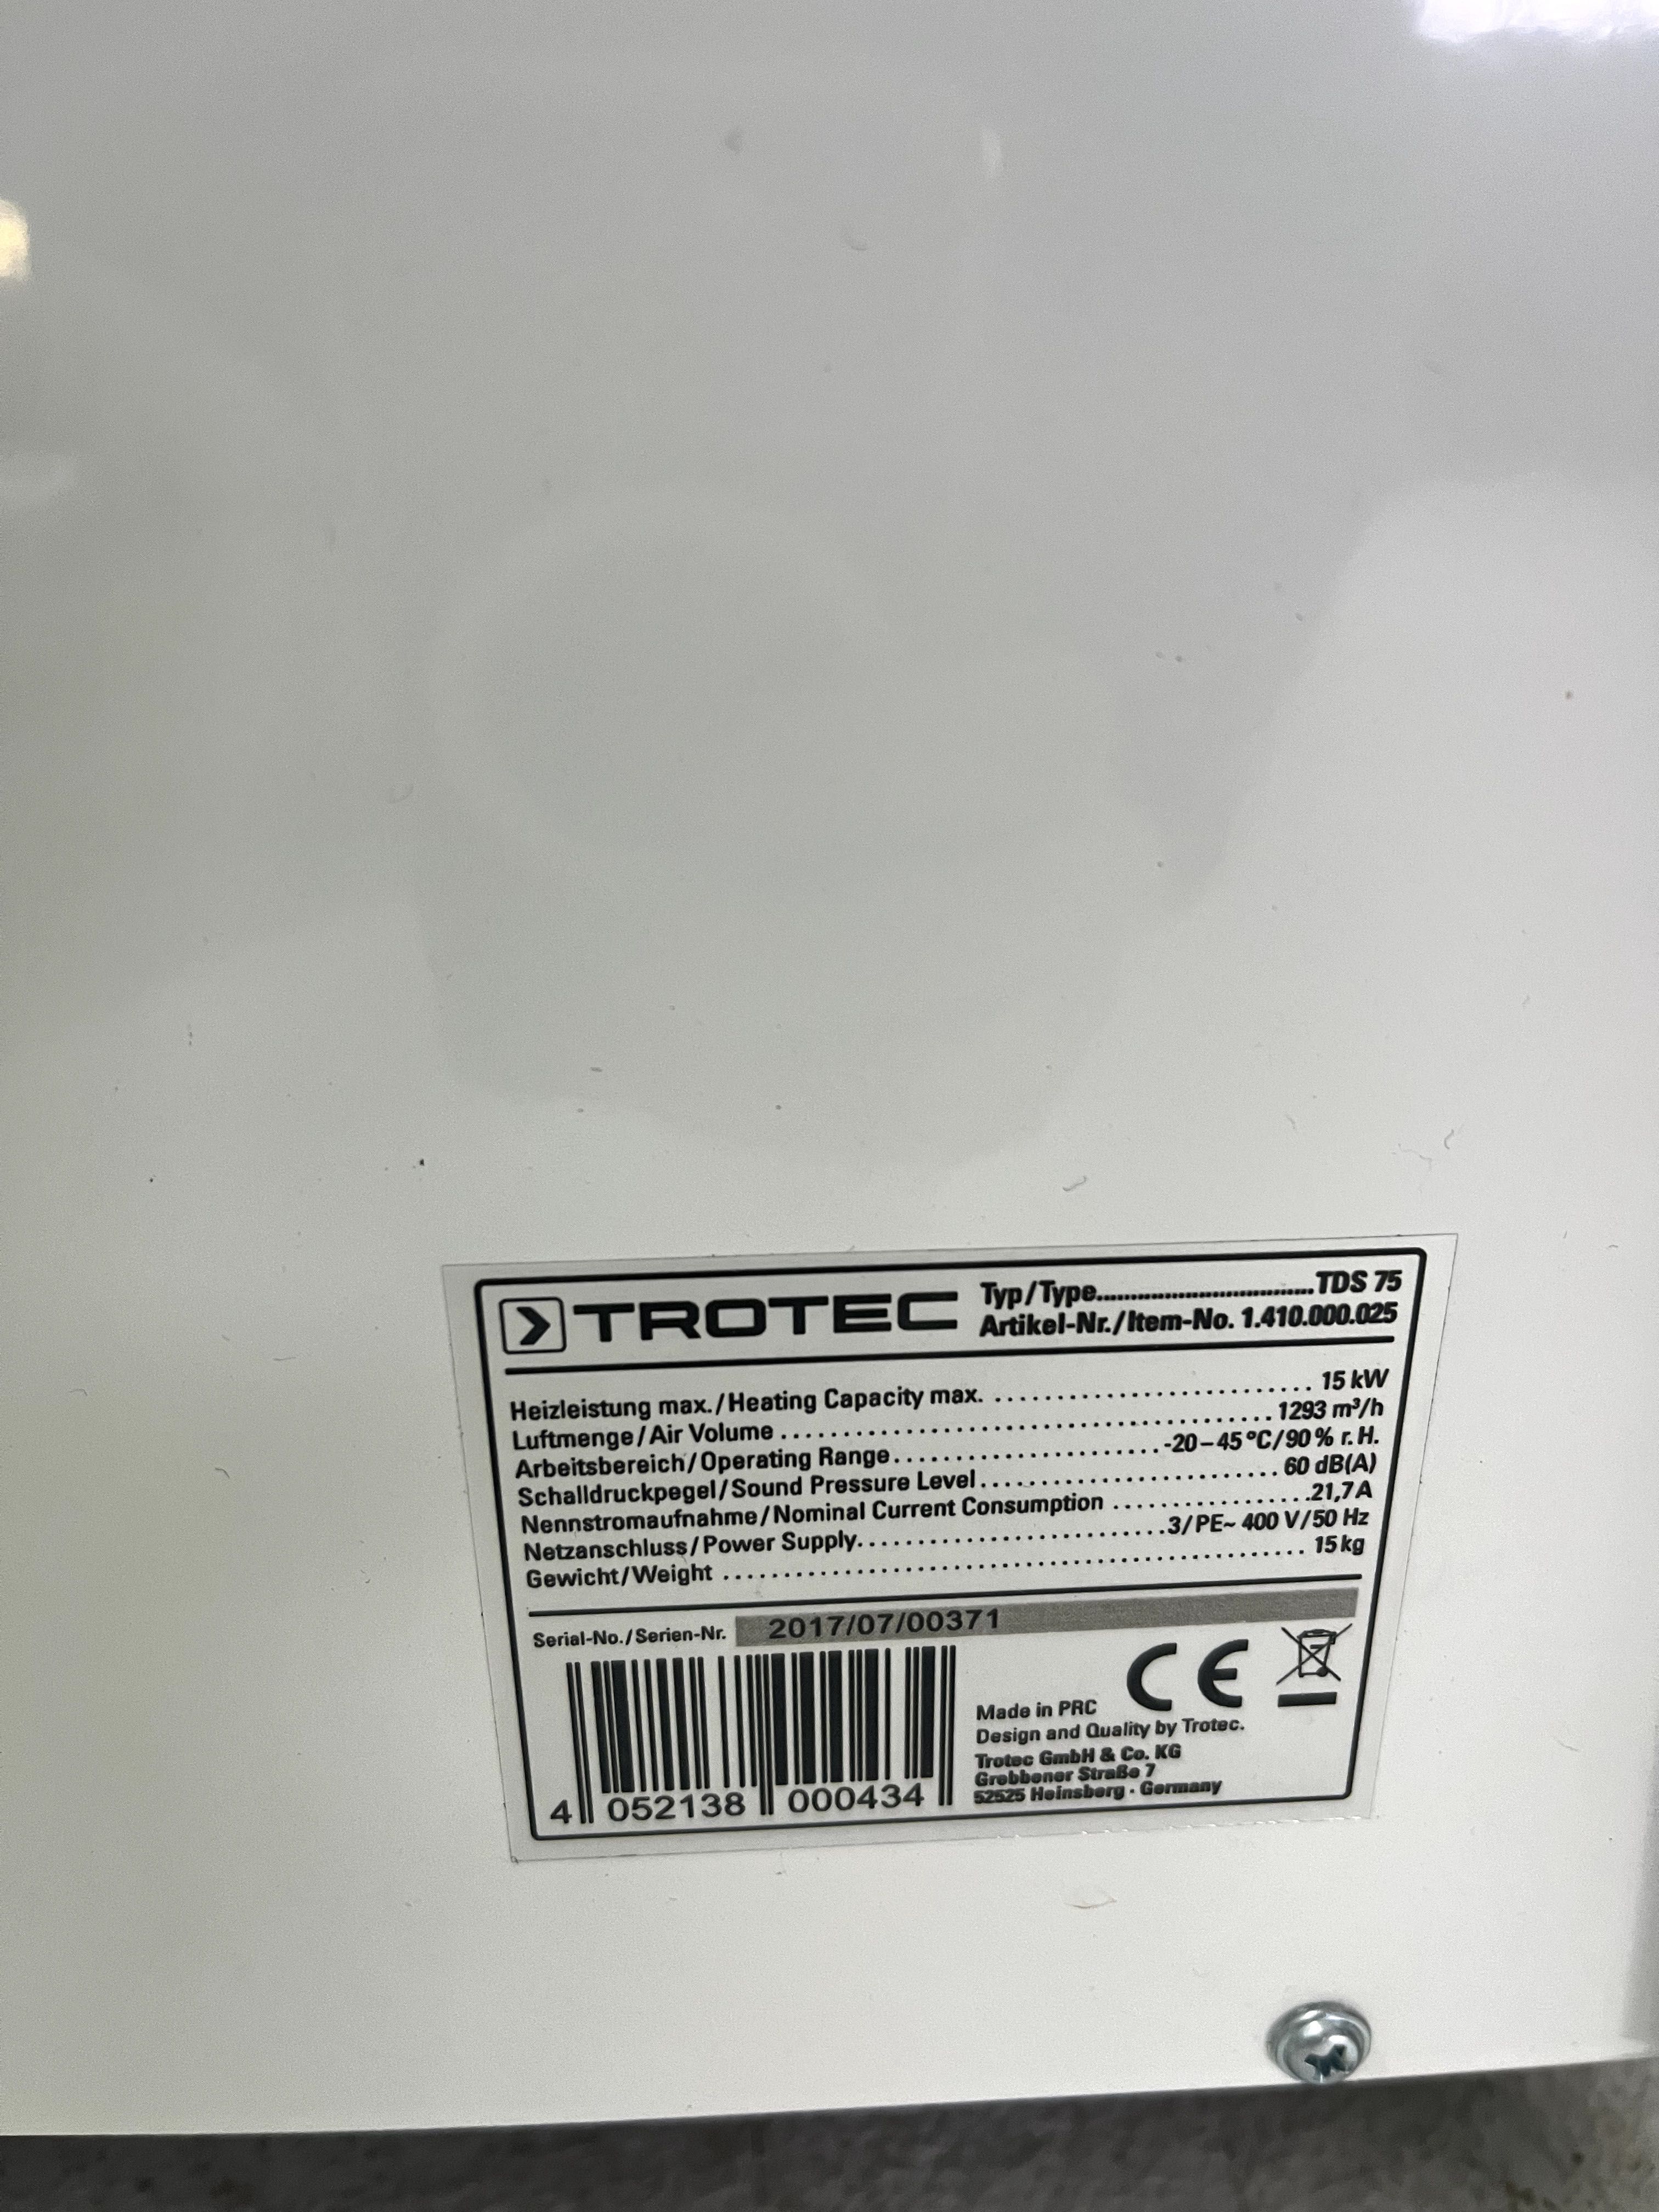 TROTEC
Typ/Type................................TDS 75
Artikel-Nr./Item-No. 1.410.000.025
Heizleistung max./Heating Capacity max. ........................... 15 kW
Luftmenge/Air Volume ......................................... 1293 m³/h
Arbeitsbereich/Operating Range......................-20–45°C/90% r.H.
Schalldruckpegel/Sound Pressure Level......................... 60 dB(A)
Nennstromaufnahme/Nominal Current Consumption .................21,7A
Netzanschluss/Power Supply..........................3/PE~ 400 V/50 Hz
Gewicht/Weight ................................................ 15kg
Serial-No./Serien-Nr. 2017/07/00371
4 052138 000434
CE
Made in PRC
Design and Quality by Trotec.
Trotec GmbH & Co. KG
Grebbener Straße 7
52525 Heinsberg · Germany